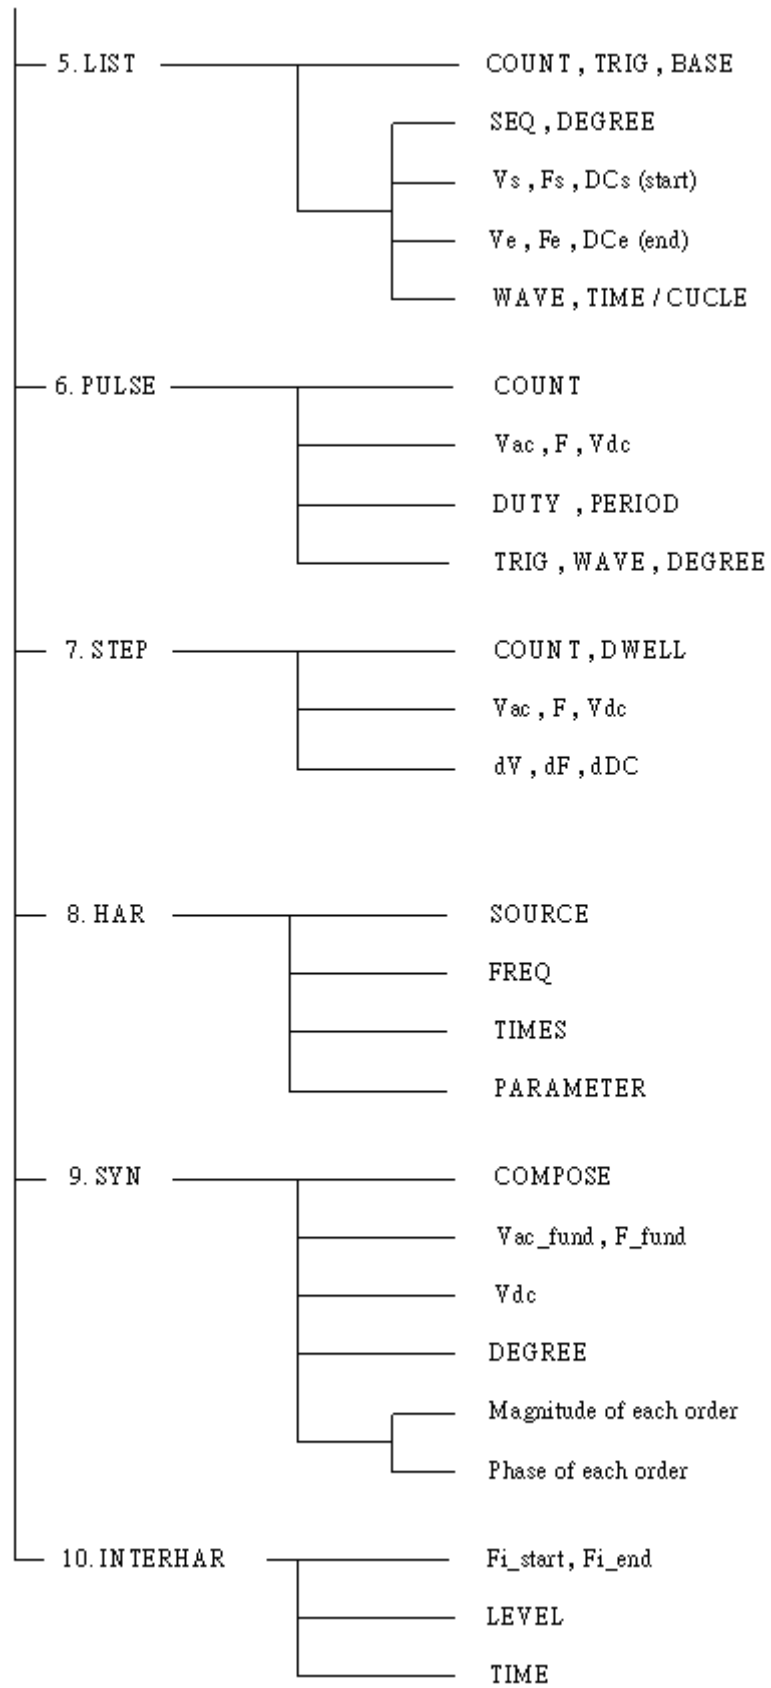 5. LIST COUNT , TRIG , BASE
SEQ , DEGREE
Vs , Fs , DCs (start)
Ve , Fe , DCe (end)
WAVE , TIME / CUCLE
6. PULSE COUNT
Vac , F , Vdc
DUTY , PERIOD
TRIG , WAVE , DEGREE
7. STEP COUNT , DWELL
Vac , F , Vdc
dV , dF , dDC
8. HAR SOURCE
FREQ
TIMES
PARAMETER
9. SYN COMPOSE
Vac_fund , F_fund
Vdc
DEGREE
Magnitude of each order
Phase of each order
10. INTERHAR Fi_start, Fi_end
LEVEL
TIME